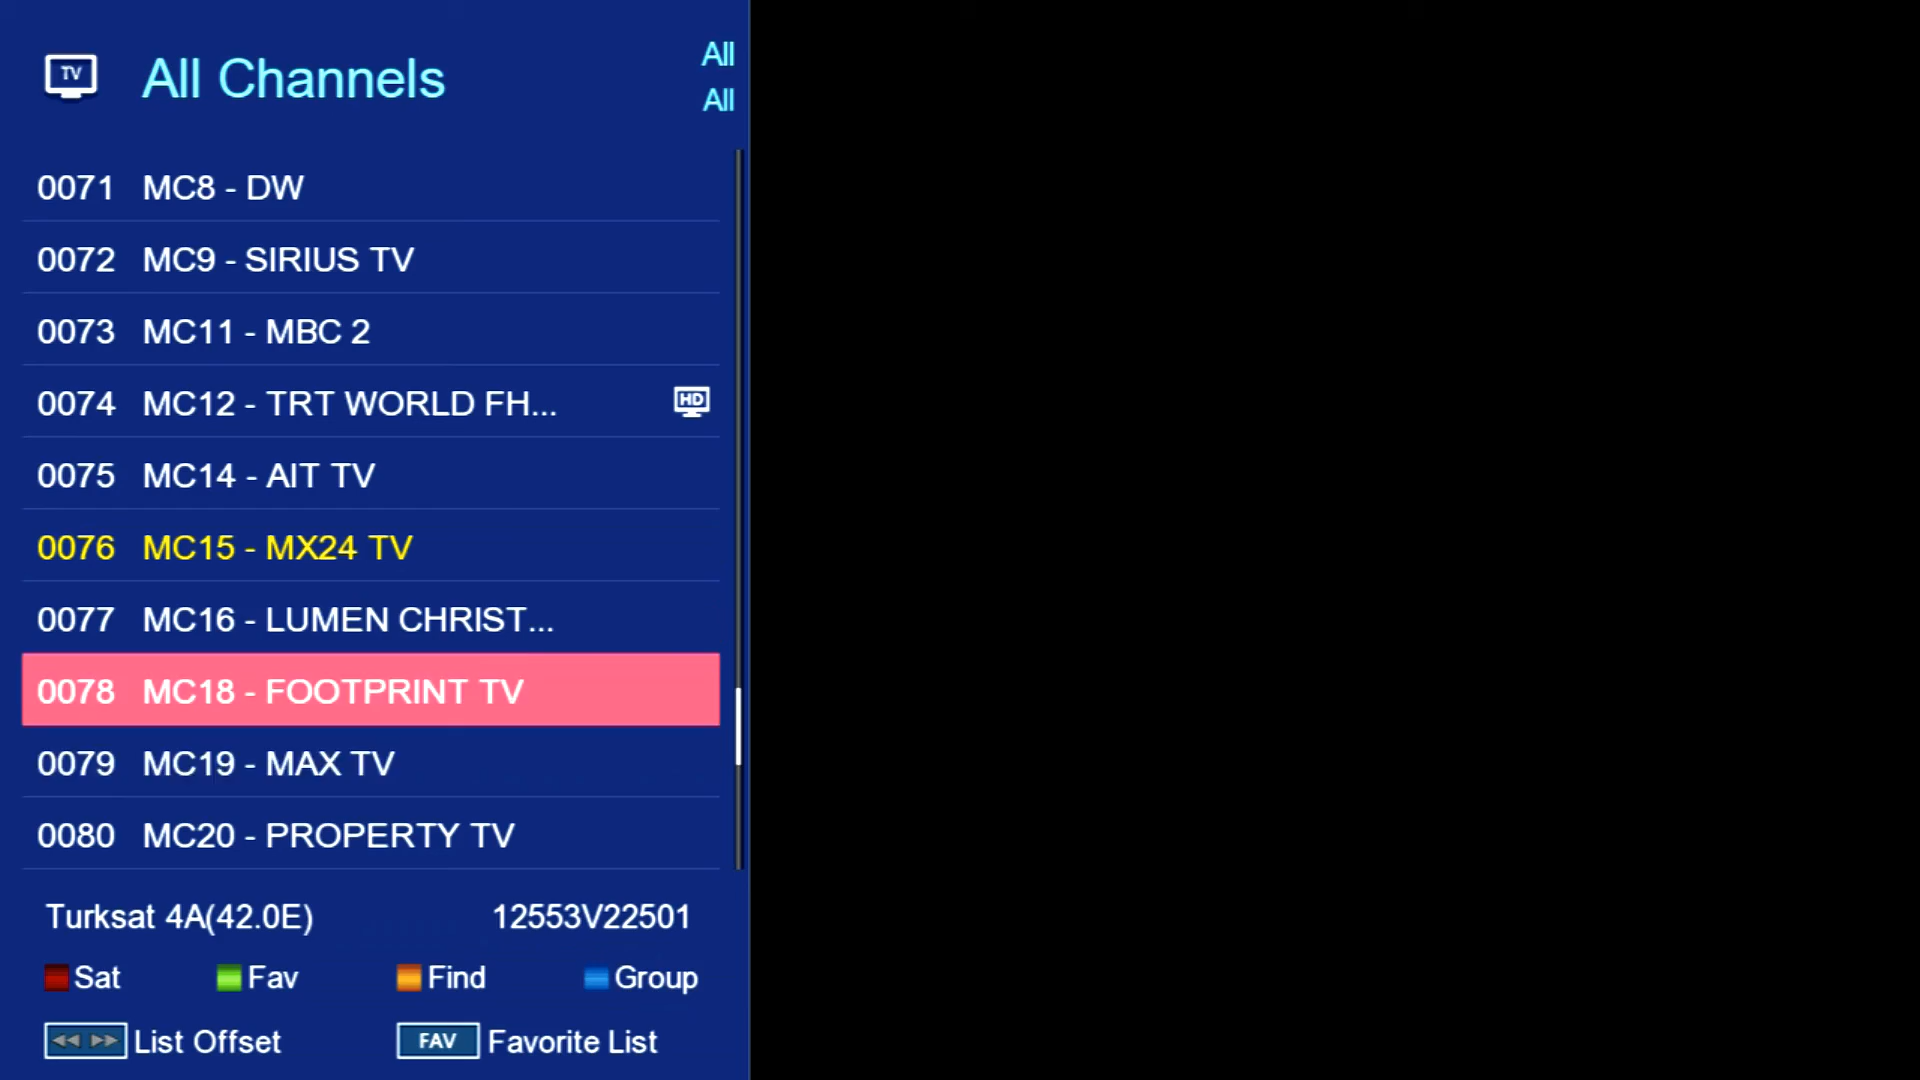 TV
All Channels
All
All
0071 MC8 - DW
0072 MC9 - SIRIUS TV
0073 MC11 - MBC 2
0074 MC12 - TRT WORLD FH... HD
0075 MC14 - AIT TV
0076 MC15 - MX24 TV
0077 MC16 - LUMEN CHRIST...
0078 MC18 - FOOTPRINT TV
0079 MC19 - MAX TV
0080 MC20 - PROPERTY TV
Turksat 4A(42.0E) 12553V22501
Sat Fav Find Group
List Offset FAV Favorite List